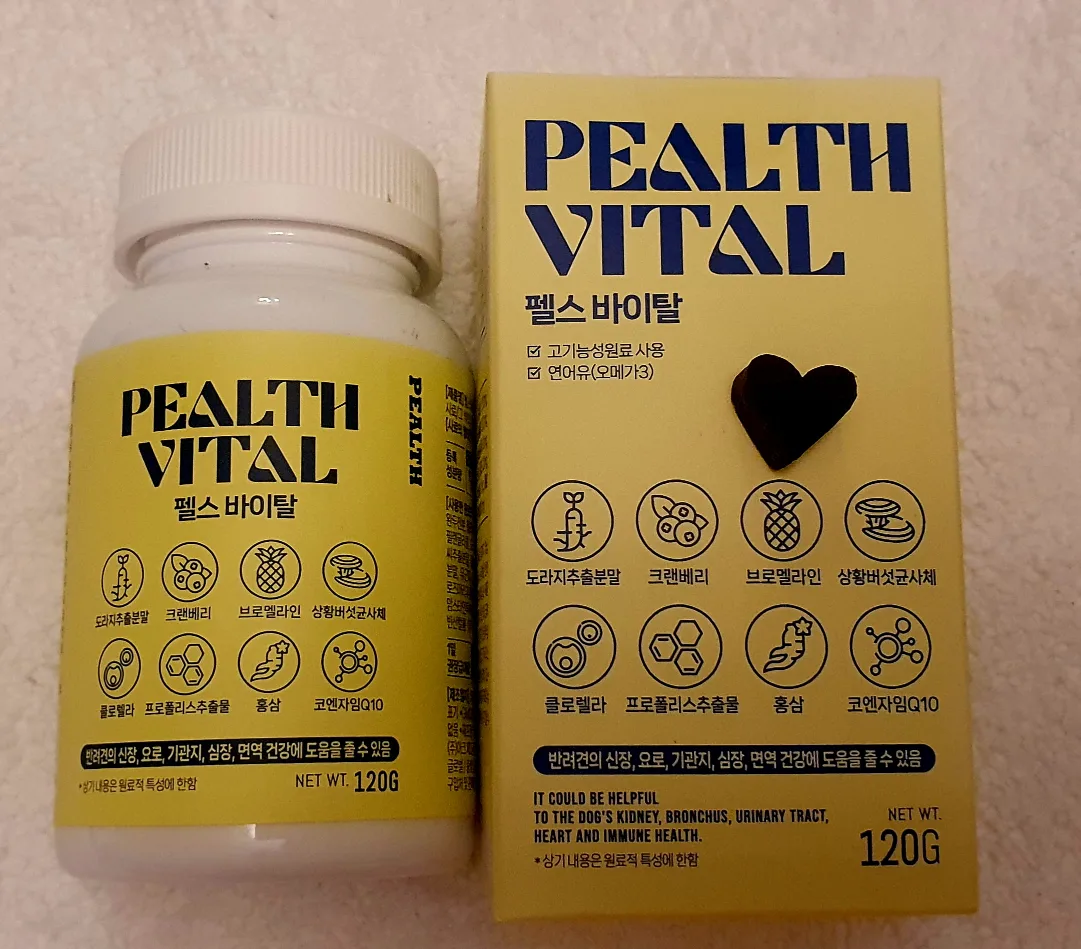 PEALTH
VITAL
펠스 바이탈
도라지추출분말 크랜베리 브로멜라인 상황버섯균사체
클로렐라 프로폴리스추출물 홍삼 코엔자임Q10
반려견의 신장, 요로, 기관지, 심장, 면역 건강에 도움을 줄 수 있음
*상기 내용은 원료적 특성에 한함
NET WT. 120G
PEALTH
PEALTH
VITAL
펠스 바이탈
고기능성원료 사용
연어유(오메가3)
도라지추출분말 크랜베리 브로멜라인 상황버섯균사체
클로렐라 프로폴리스추출물 홍삼 코엔자임Q10
반려견의 신장, 요로, 기관지, 심장, 면역 건강에 도움을 줄 수 있음
IT COULD BE HELPFUL
TO THE DOG'S KIDNEY, BRONCHUS, URINARY TRACT,
HEART AND IMMUNE HEALTH.
*상기 내용은 원료적 특성에 한함
NET WT.
120G